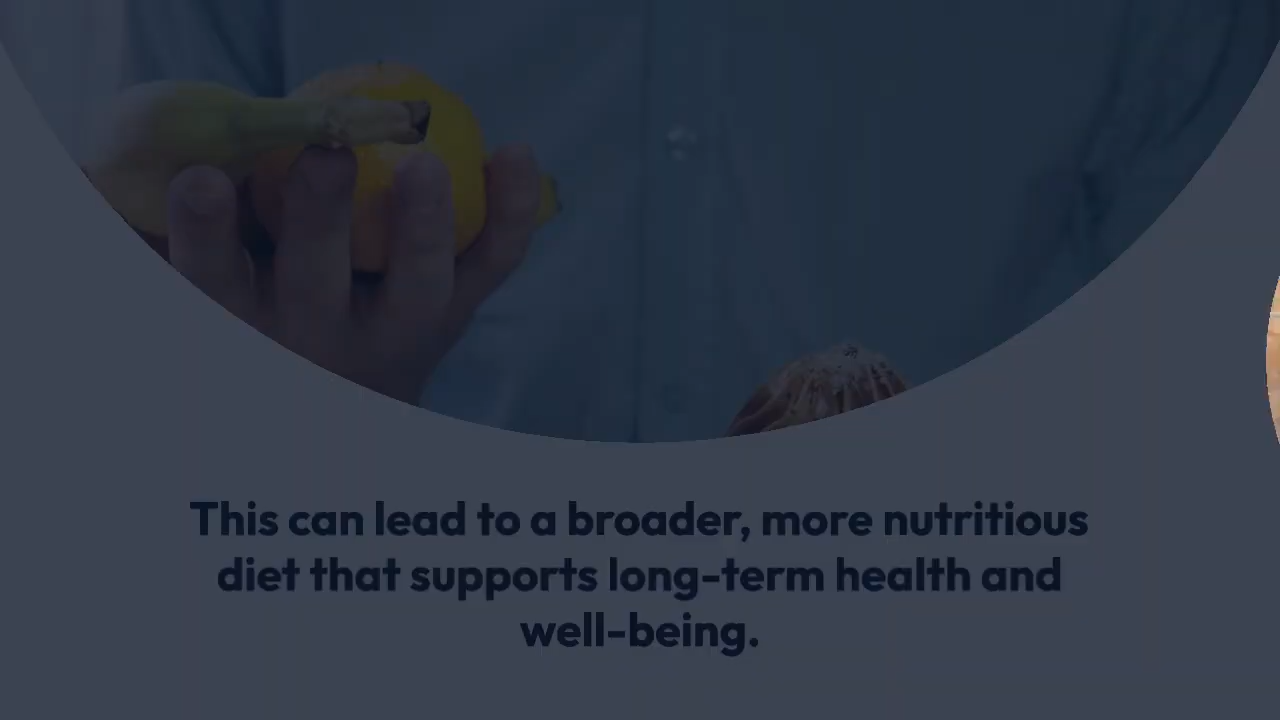 This can lead to a broader, more nutritious
diet that supports long-term health and
well-being.